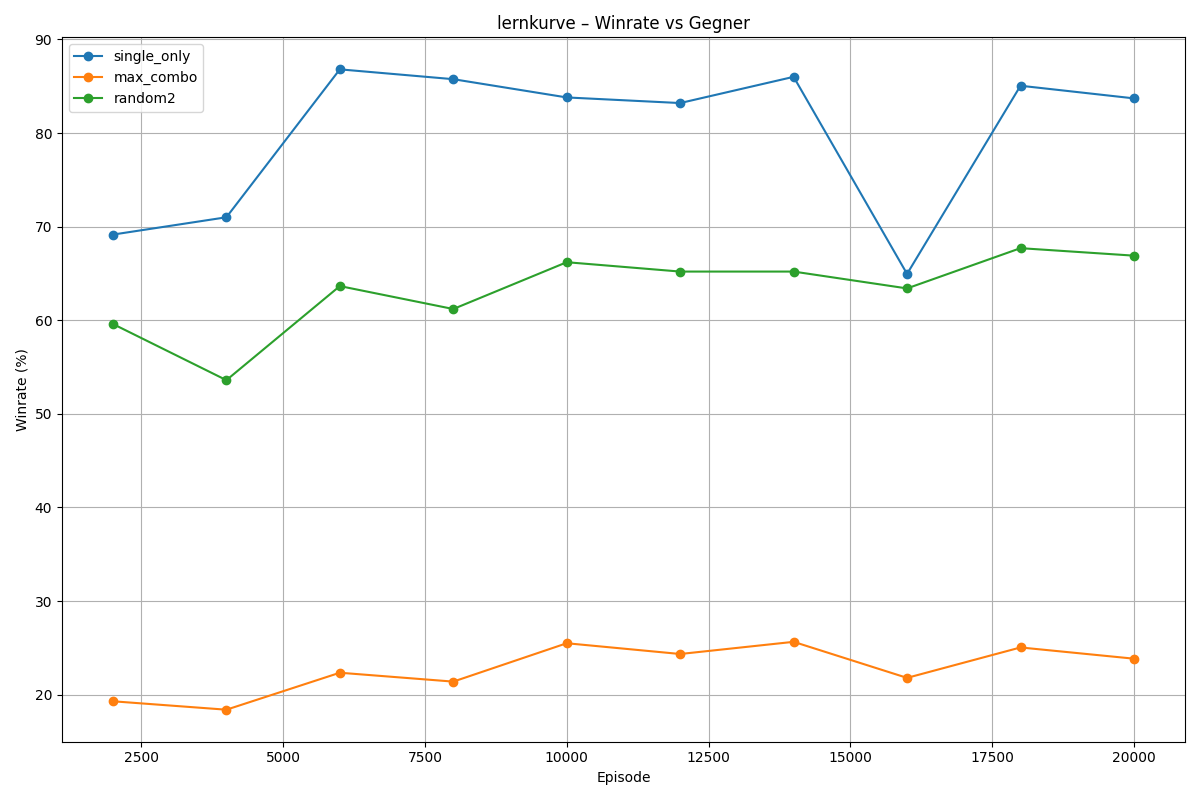 lernkurve – Winrate vs Gegner
single_only
max_combo
random2
Winrate (%)
90
80
70
60
50
40
30
20
2500 5000 7500 10000 12500 15000 17500 20000
Episode